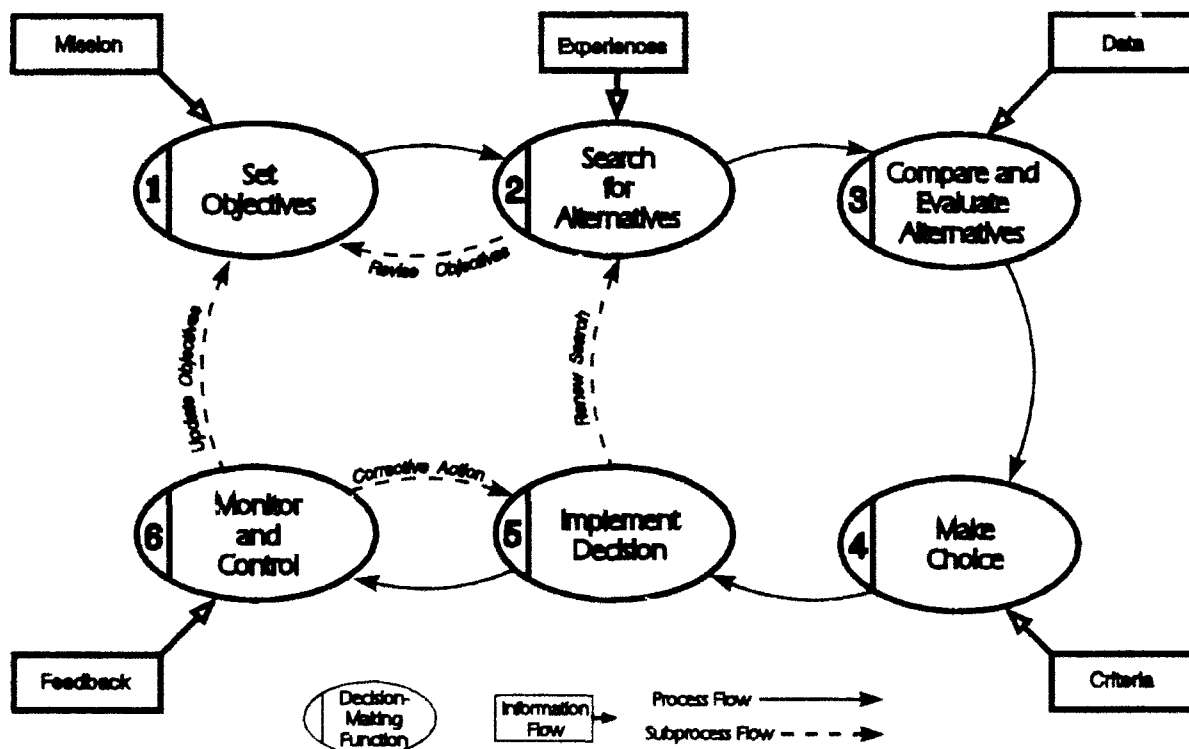 Mission
Experiences
Data
1
Set
Objectives
2
Search
for
Alternatives
3
Compare and
Evaluate
Alternatives
Revise Objectives
Update Objectives
Renew Search
6
Monitor
and
Control
Corrective Action
5
Implement
Decision
4
Make
Choice
Feedback
Criteria
Decision-
Making
Function
Information
Flow
Process Flow
Subprocess Flow